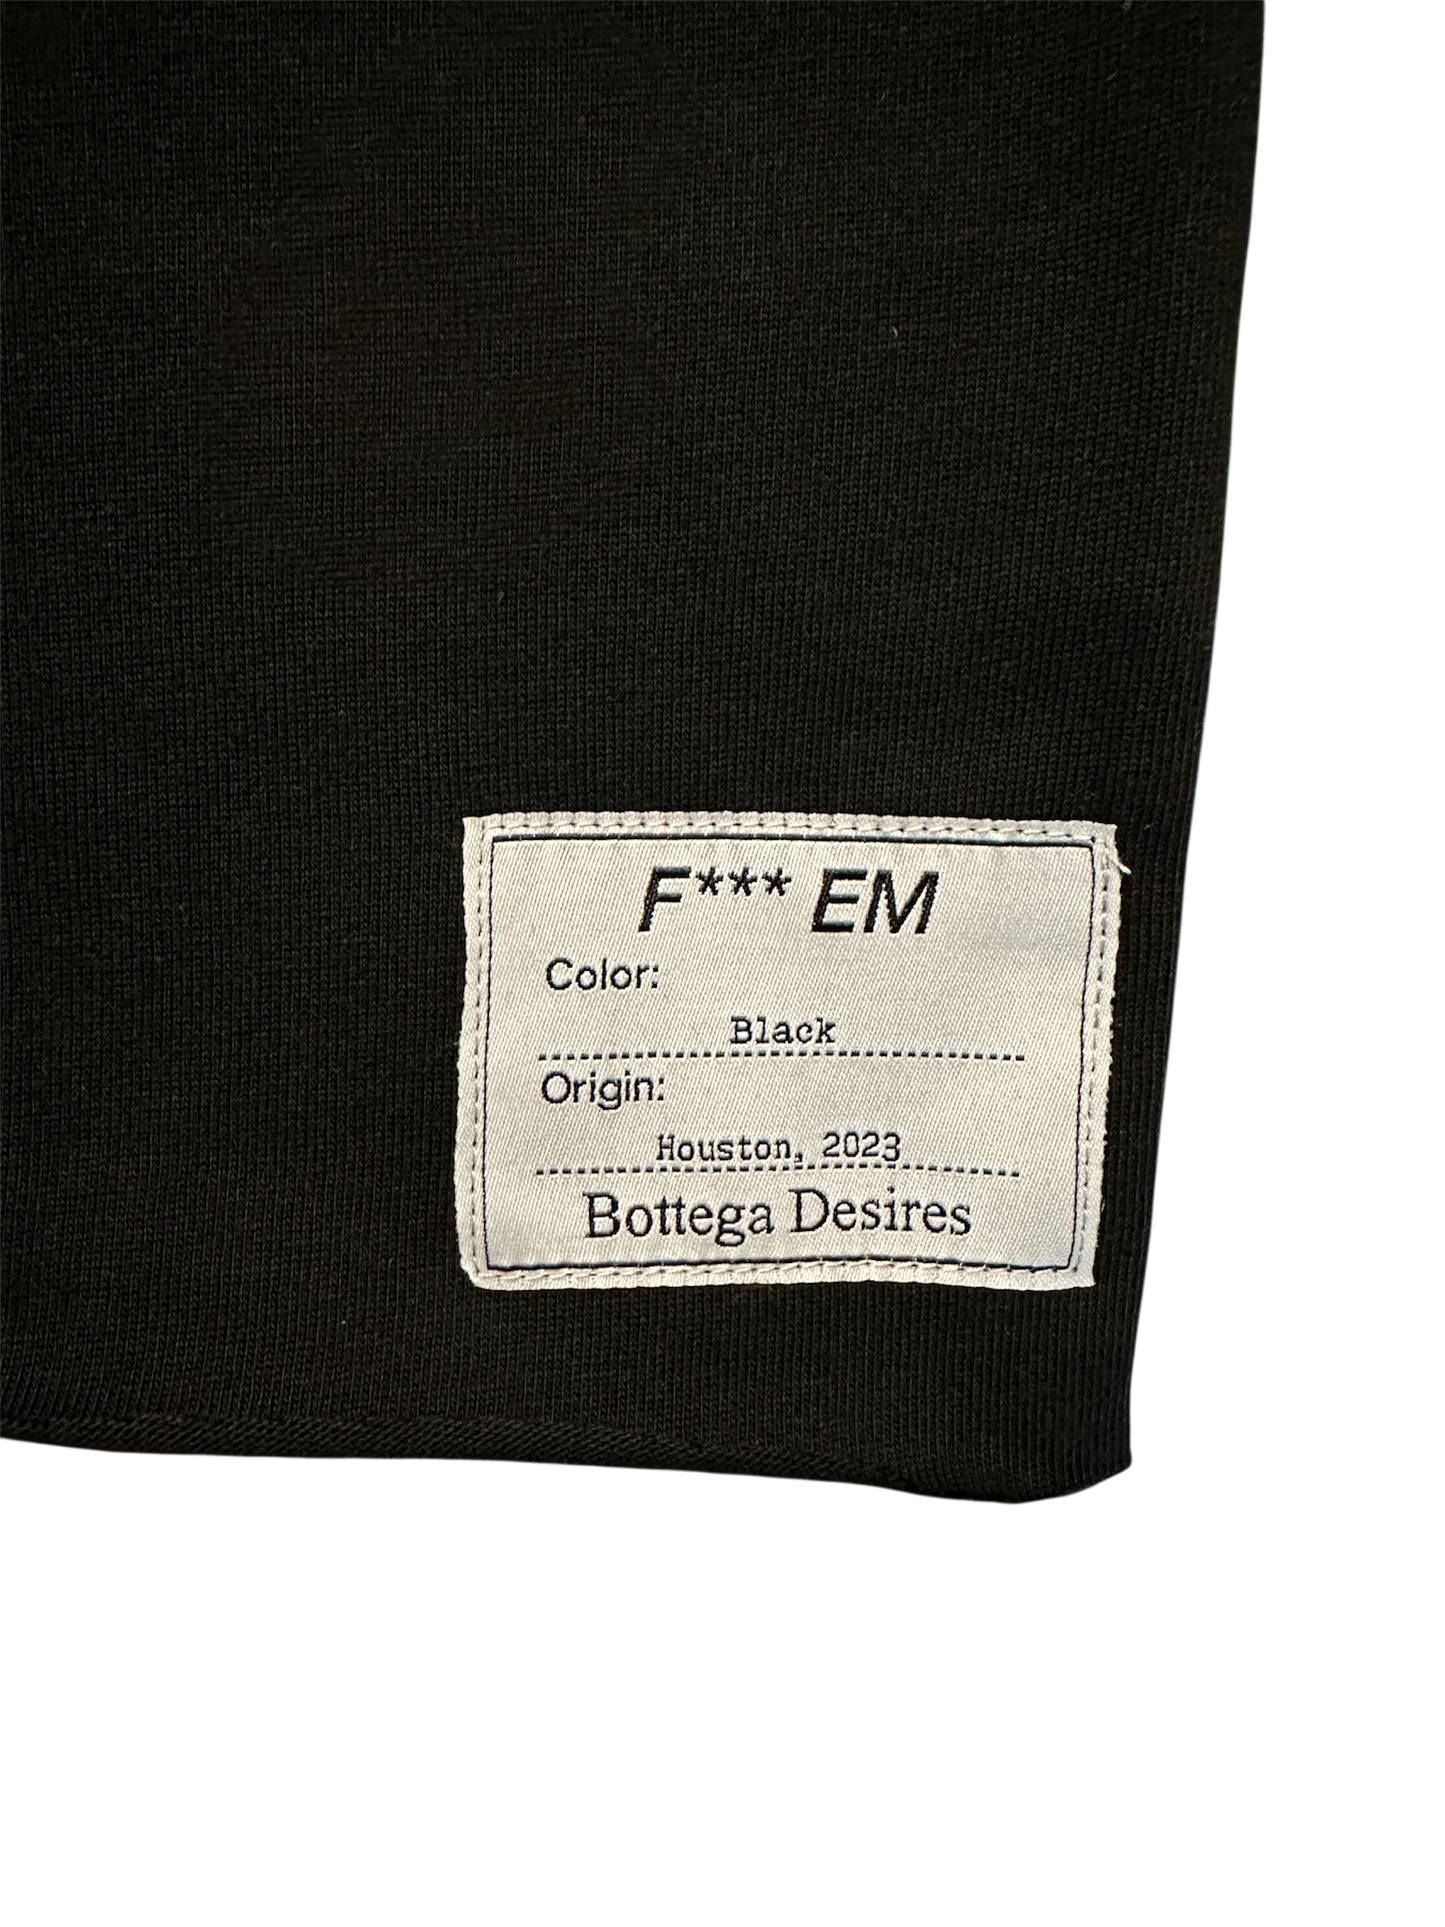 F*** EM
Color:
Black
Origin:
Houston, 2023
Bottega Desires